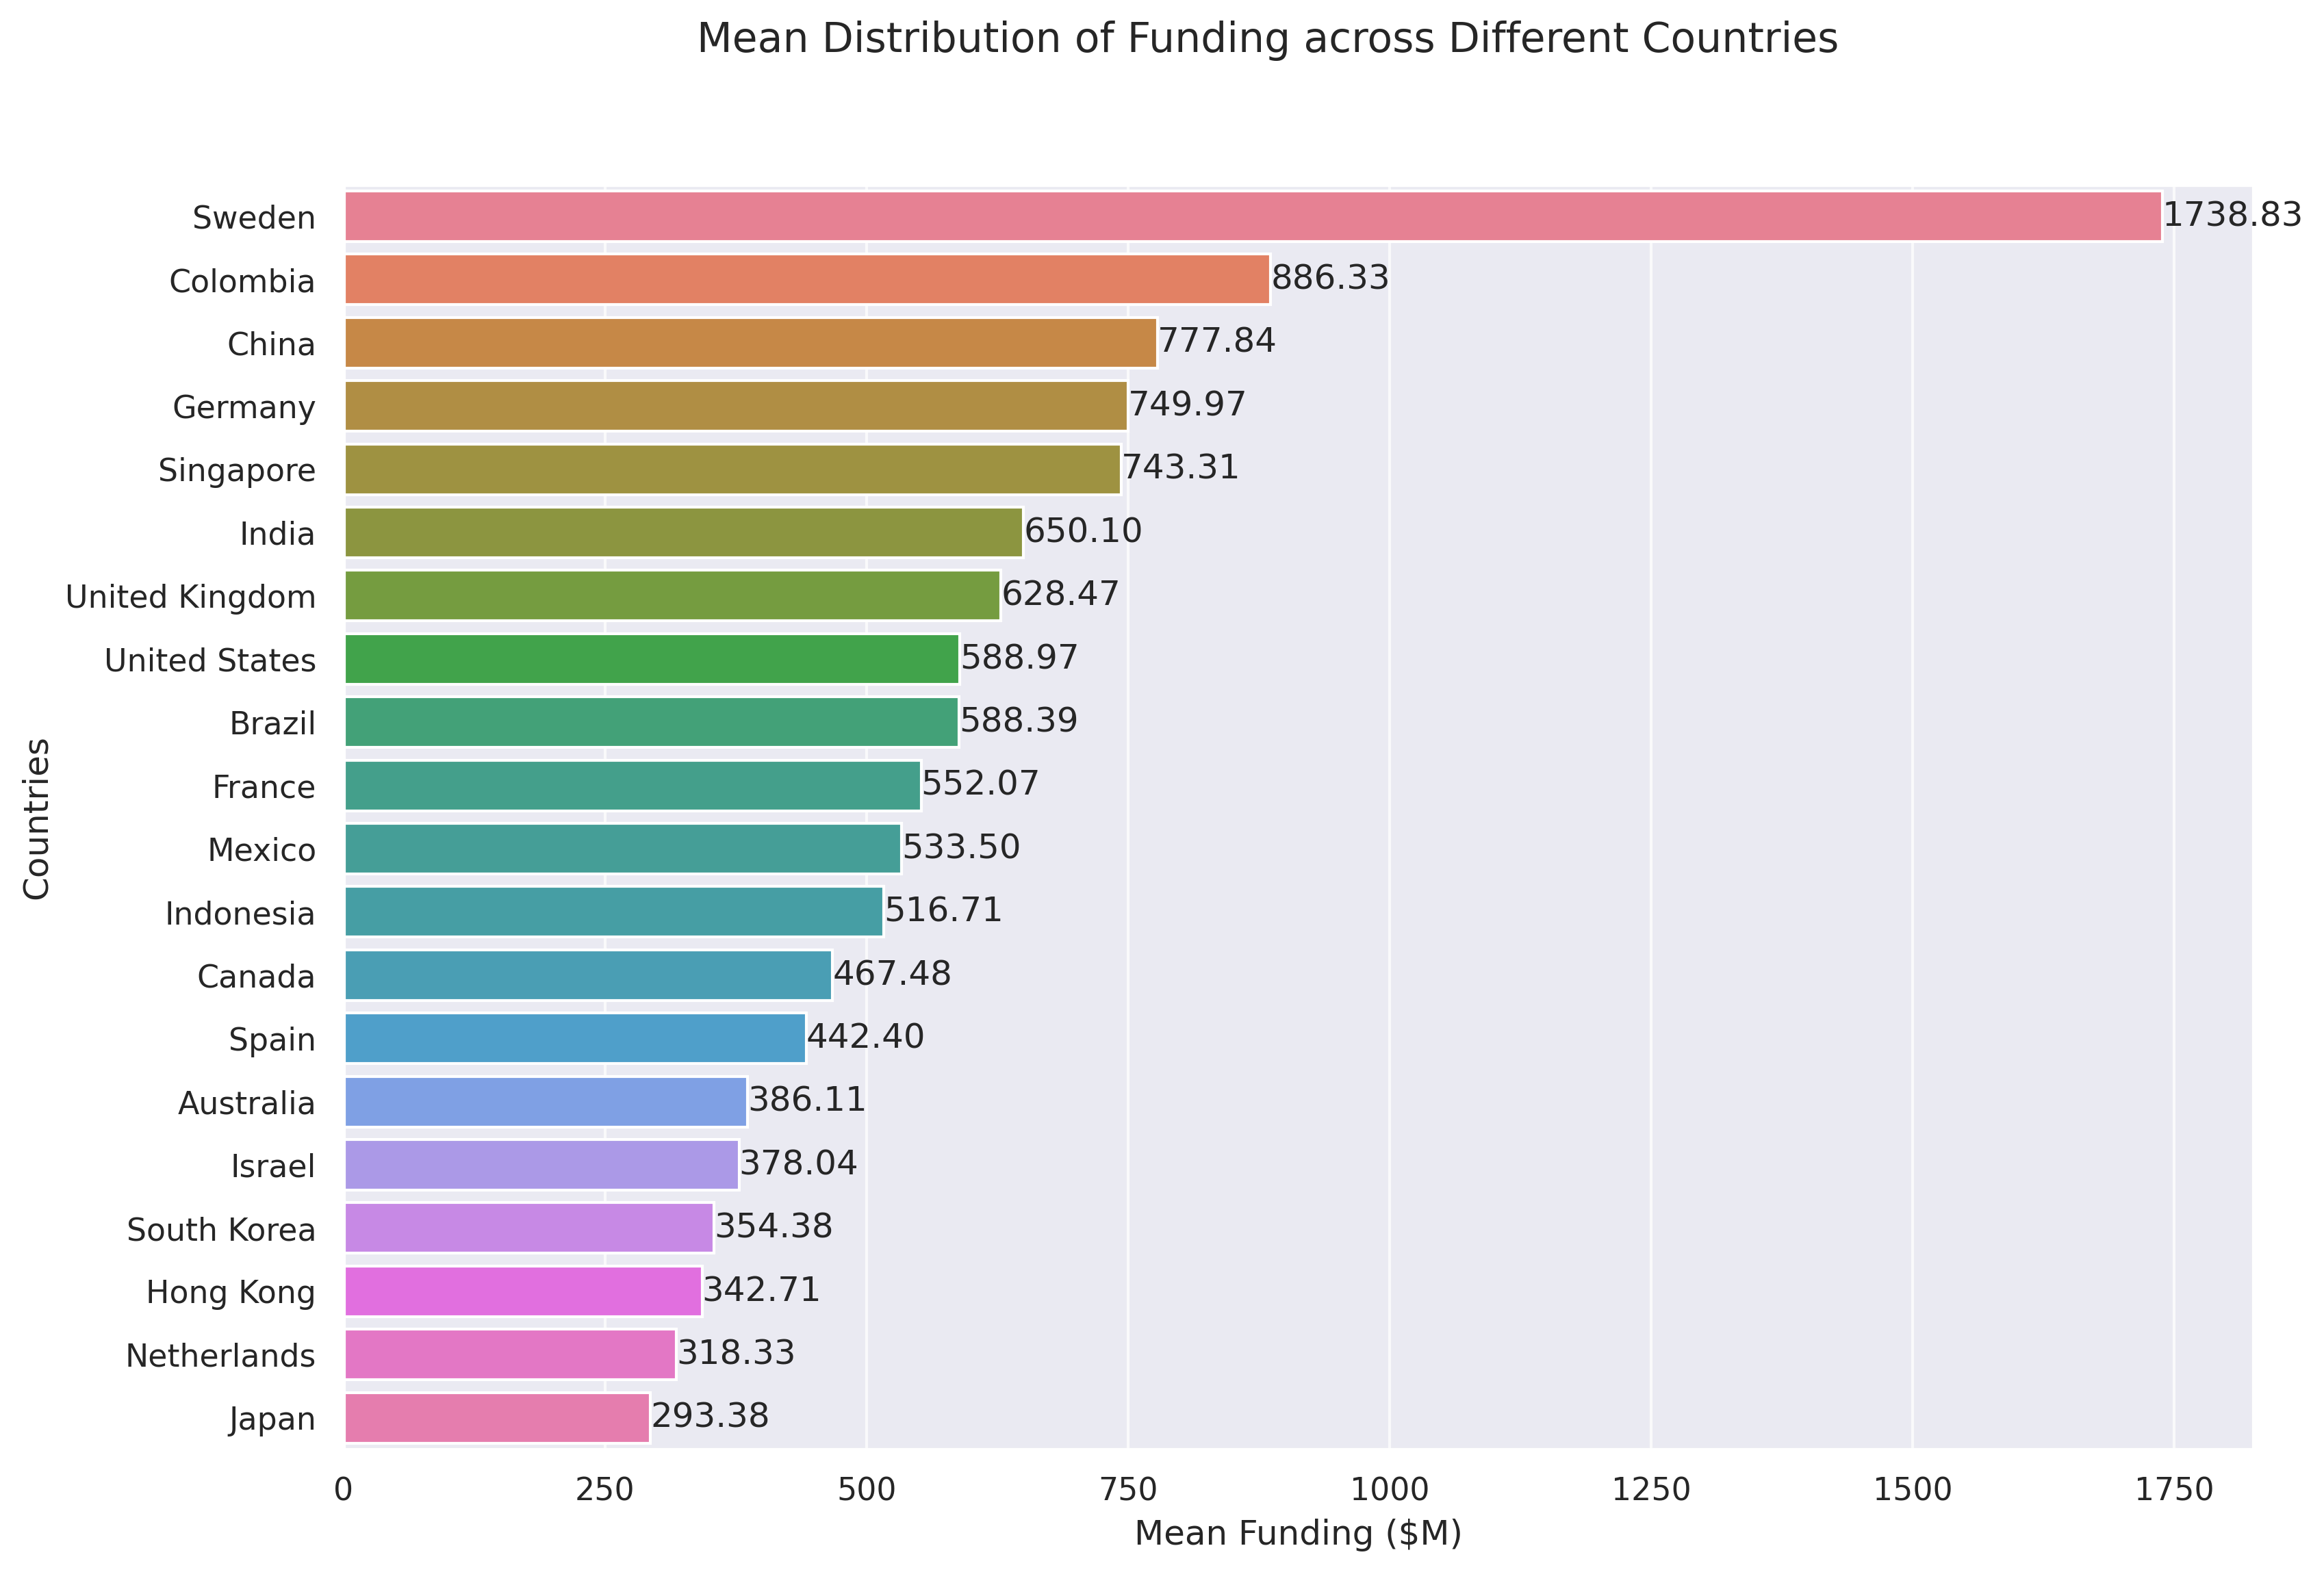 Mean Distribution of Funding across Different Countries
Sweden 1738.83
Colombia 886.33
China 777.84
Germany 749.97
Singapore 743.31
India 650.10
United Kingdom 628.47
United States 588.97
Brazil 588.39
France 552.07
Mexico 533.50
Indonesia 516.71
Canada 467.48
Spain 442.40
Australia 386.11
Israel 378.04
South Korea 354.38
Hong Kong 342.71
Netherlands 318.33
Japan 293.38
Countries
0 250 500 750 1000 1250 1500 1750
Mean Funding ($M)